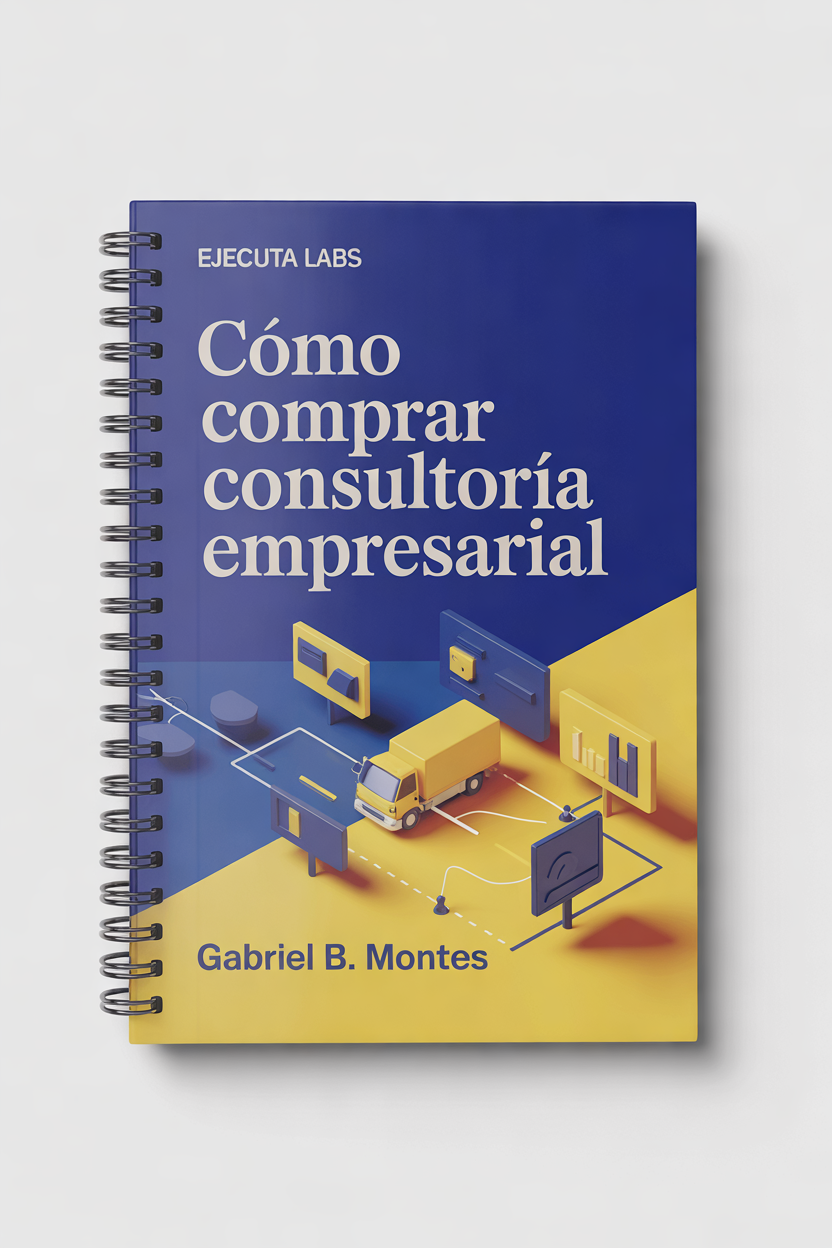 EJECUTA LABS
Cómo
comprar
consultoría
empresarial
Gabriel B. Montes